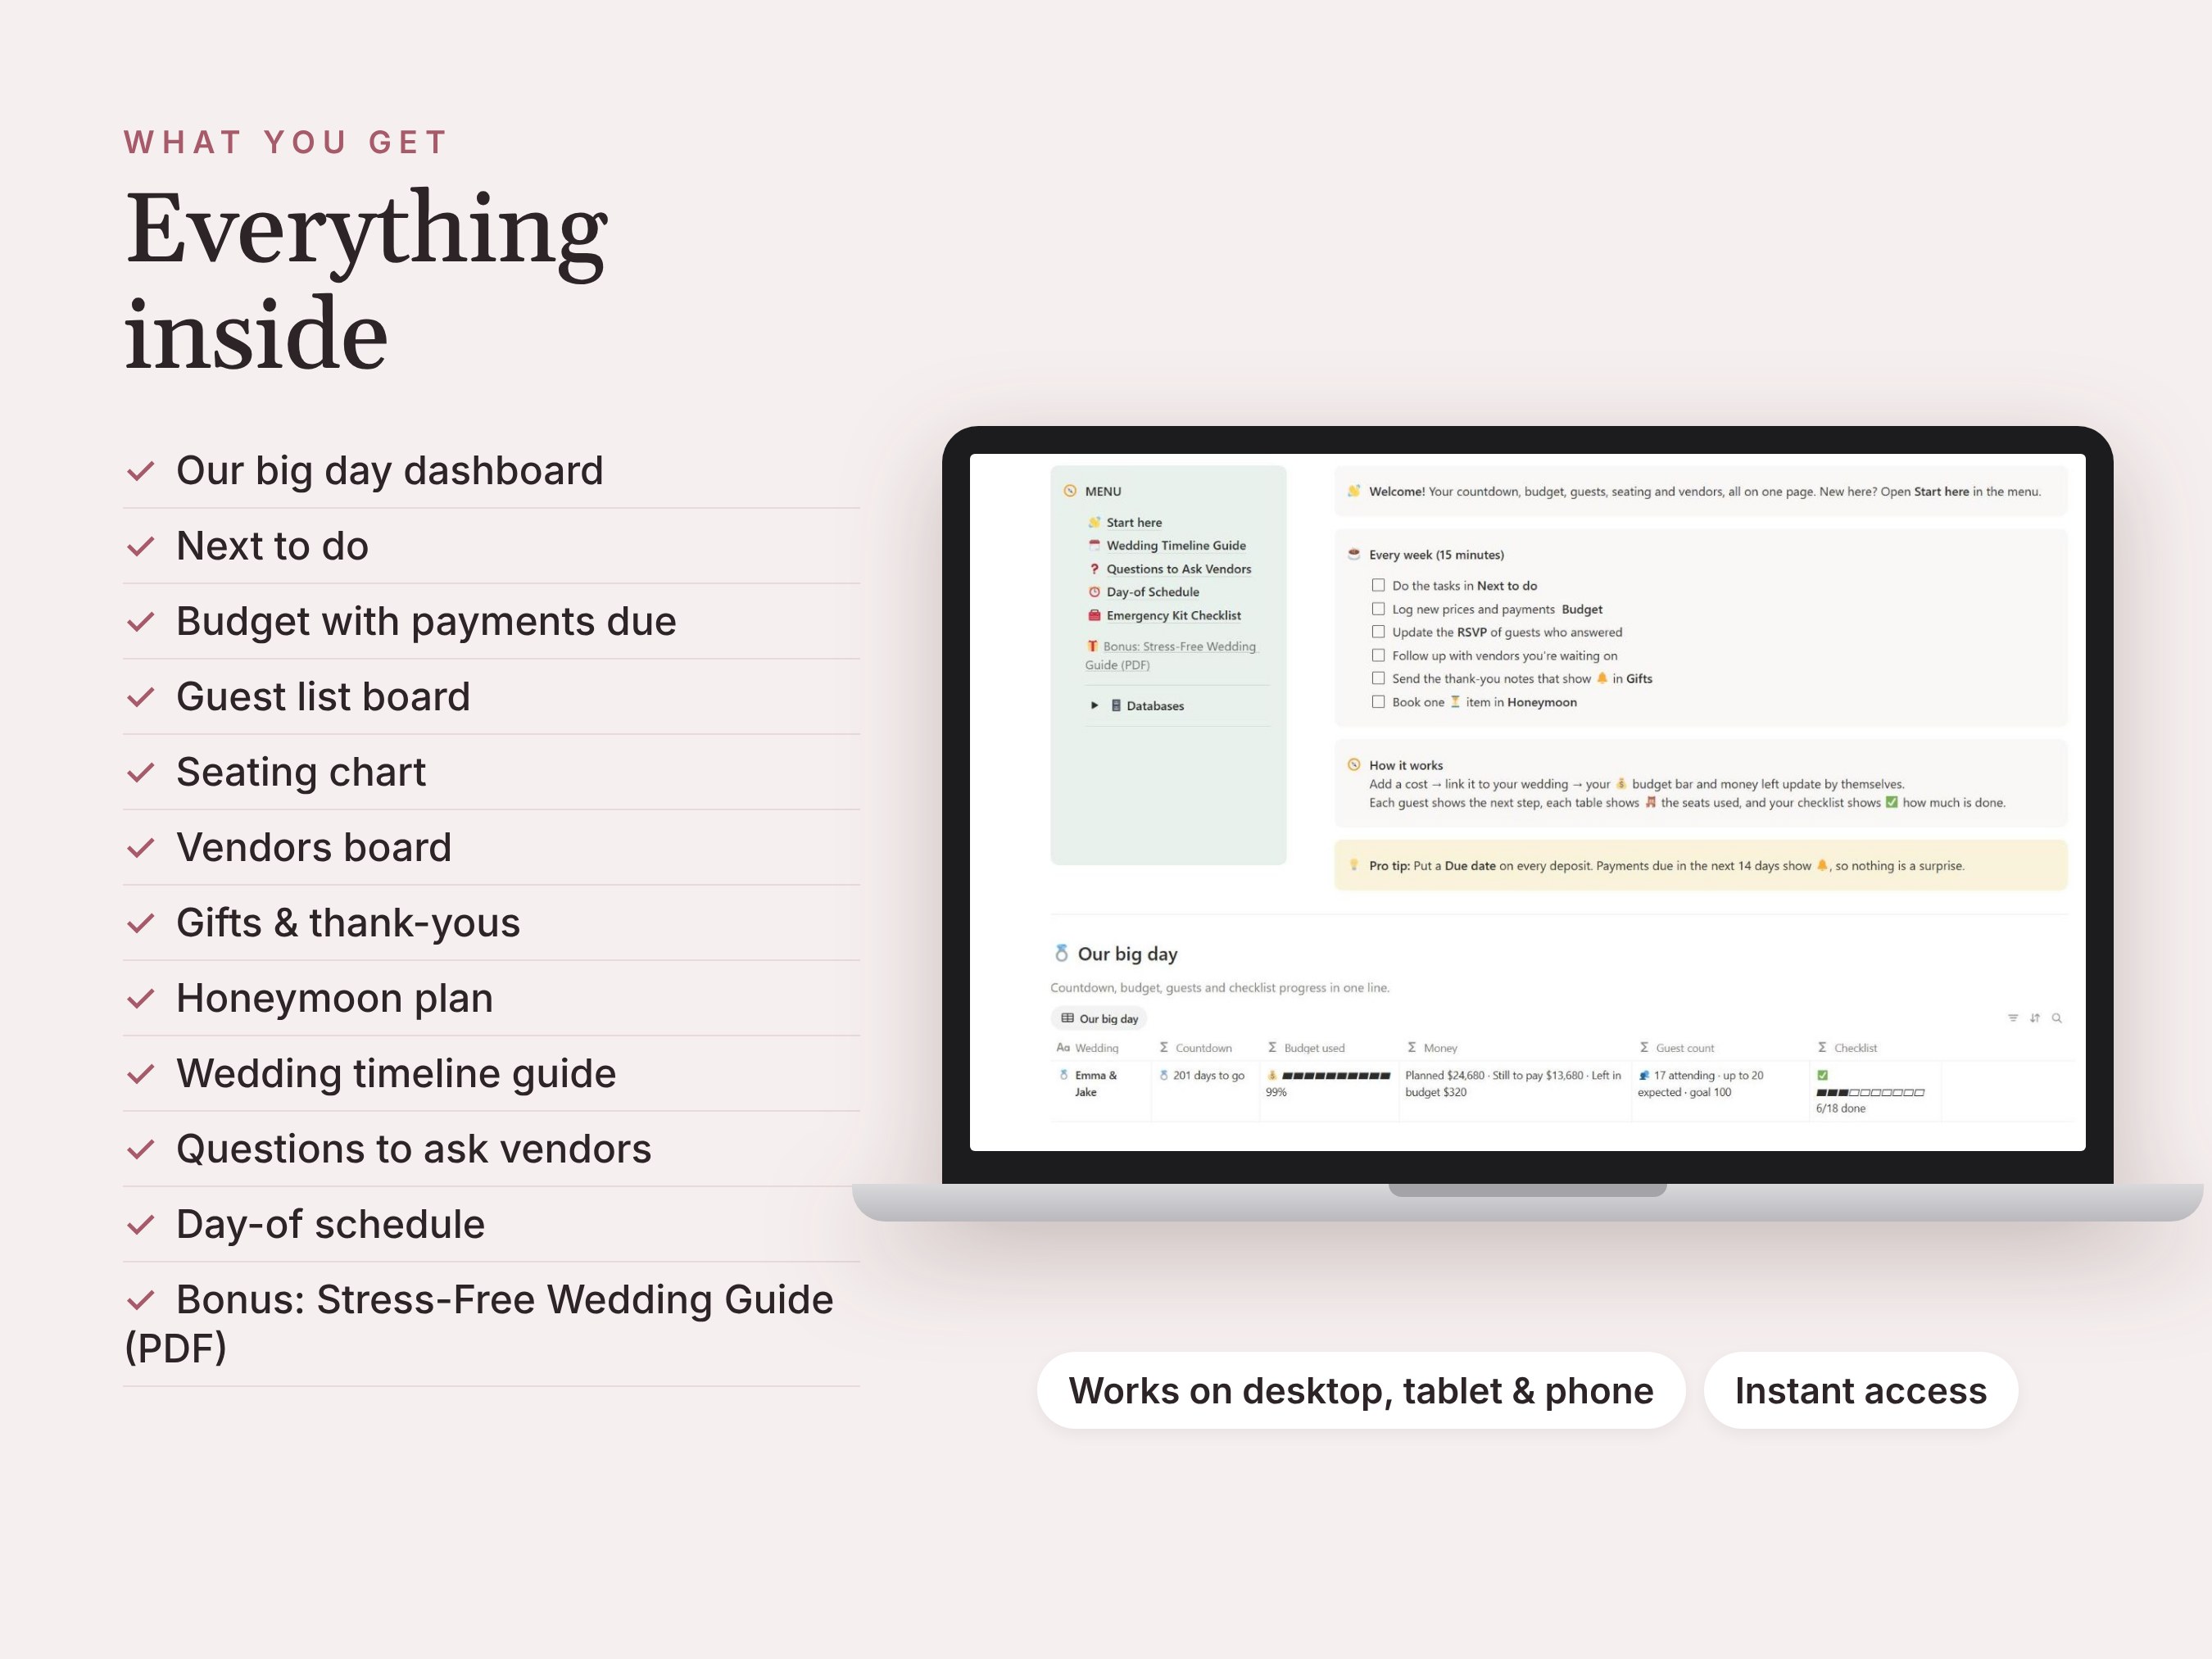 WHAT YOU GET
Everything
inside
Our big day dashboard
Next to do
Budget with payments due
Guest list board
Seating chart
Vendors board
Gifts & thank-yous
Honeymoon plan
Wedding timeline guide
Questions to ask vendors
Day-of schedule
Bonus: Stress-Free Wedding Guide
(PDF)
MENU
Start here
Wedding Timeline Guide
Questions to Ask Vendors
Day-of Schedule
Emergency Kit Checklist
Bonus: Stress-Free Wedding
Guide (PDF)
Databases
Welcome! Your countdown, budget, guests, seating and vendors, all on one page. New here? Open Start here in the menu.
Every week (15 minutes)
Do the tasks in Next to do
Log new prices and payments Budget
Update the RSVP of guests who answered
Follow up with vendors you're waiting on
Send the thank-you notes that show 🔔 in Gifts
Book one ⏳ item in Honeymoon
How it works
Add a cost → link it to your wedding → your 💰 budget bar and money left update by themselves.
Each guest shows the next step, each table shows 🪑 the seats used, and your checklist shows ✅ how much is done.
Pro tip: Put a Due date on every deposit. Payments due in the next 14 days show 🔔, so nothing is a surprise.
Our big day
Countdown, budget, guests and checklist progress in one line.
Our big day
Aa Wedding Σ Countdown Σ Budget used Σ Money Σ Guest count Σ Checklist
Emma & Jake
201 days to go
99%
Planned $24,680 · Still to pay $13,680 · Left in
budget $320
17 attending · up to 20
expected · goal 100
6/18 done
Works on desktop, tablet & phone
Instant access